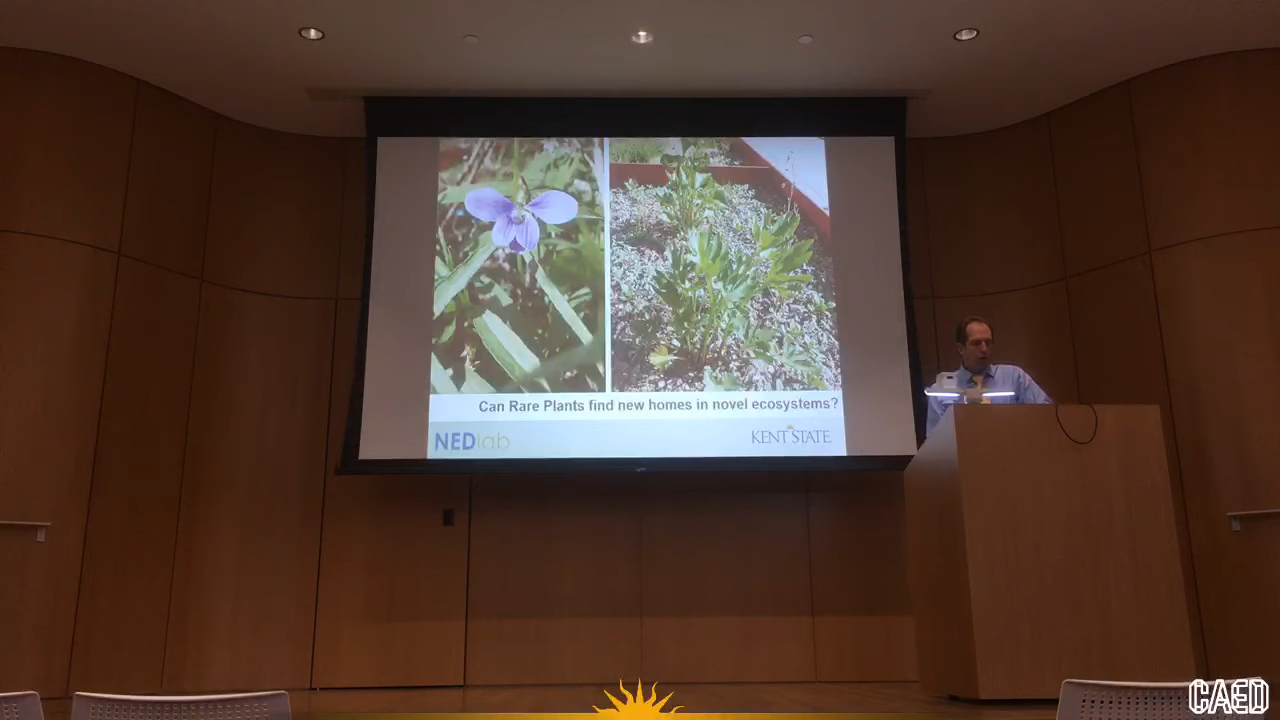 Can Rare Plants find new homes in novel ecosystems?
NEDlab
KENT STATE
CAED